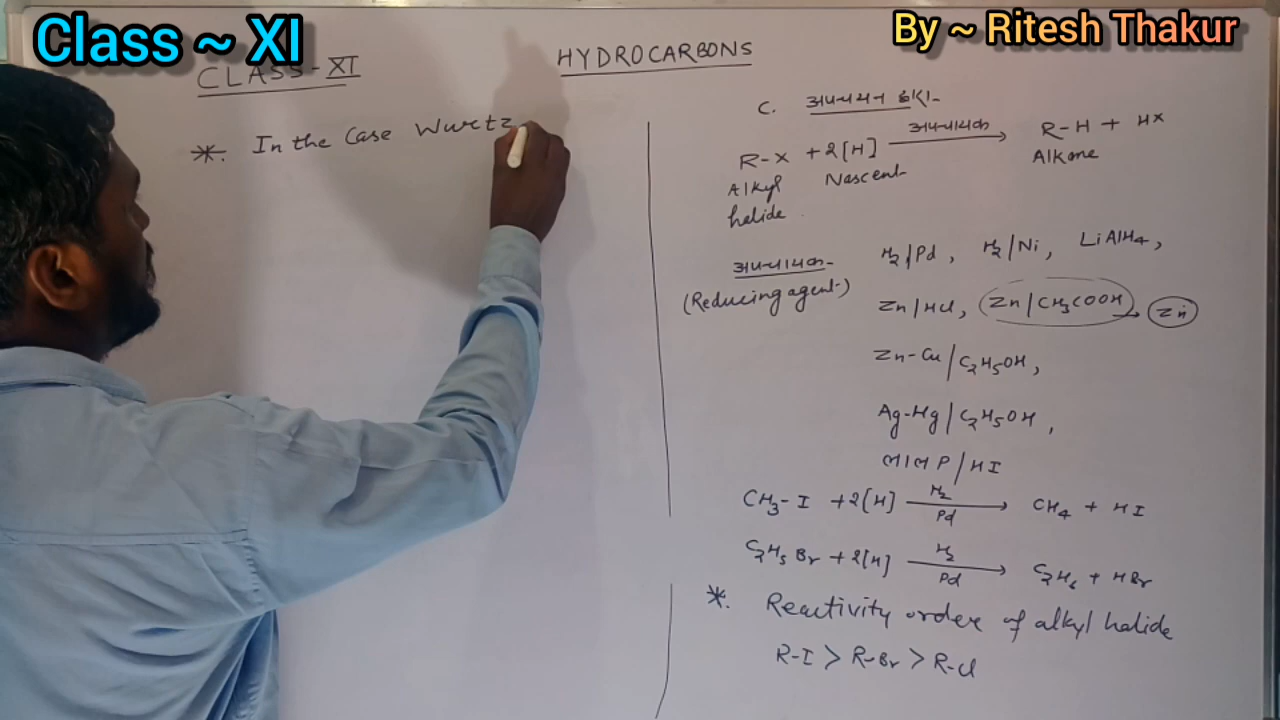 Class ~ XI
By ~ Ritesh Thakur
CLASS-XI
HYDROCARBONS
*. In the Case Wurtz
C. अपचयन द्वारा-
R-X + 2[H] अपचायक → R-H + HX
Alkyl halide
Nascent
Alkane
अपचायक-
(Reducing agent)
H₂/Pd, H₂/Ni, LiAlH₄,
Zn/HCl, Zn/CH₃COOH → Zn
Zn-Cu/C₂H₅OH,
Ag-Hg/C₂H₅OH,
P/HI
CH₃-I + 2[H] H₂/Pd → CH₄ + HI
C₂H₅Br + 2[H] H₂/Pd → C₂H₆ + HBr
*. Reactivity order of alkyl halide
R-I > R-Br > R-Cl